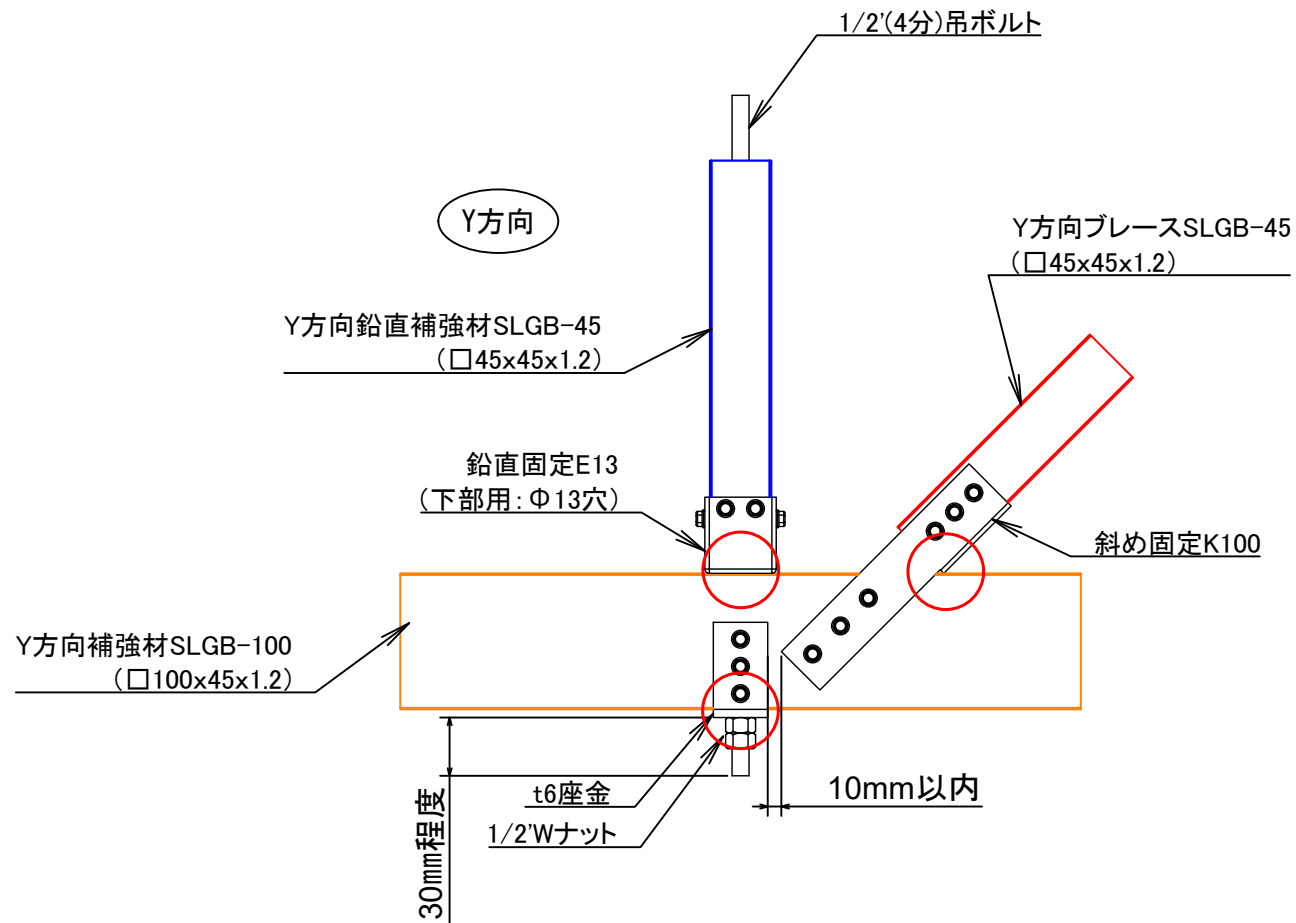 1/2'(4分)吊ボルト
Y方向
Y方向ブレースSLGB-45
(□45x45x1.2)
Y方向鉛直補強材SLGB-45
(□45x45x1.2)
鉛直固定E13
(下部用:Φ13穴)
斜め固定K100
Y方向補強材SLGB-100
(□100x45x1.2)
t6座金
10mm以内
1/2'Wナット
30mm程度